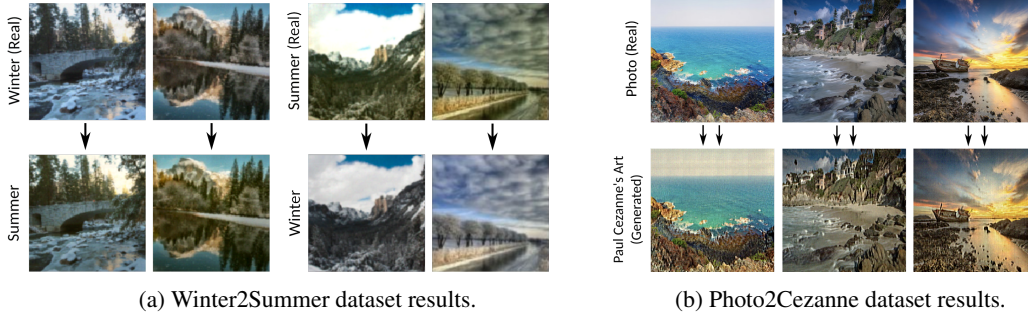 Winter (Real)
Summer
Summer (Real)
Winter
(a) Winter2Summer dataset results.
Photo (Real)
Paul Cezanne's Art
(Generated)
(b) Photo2Cezanne dataset results.